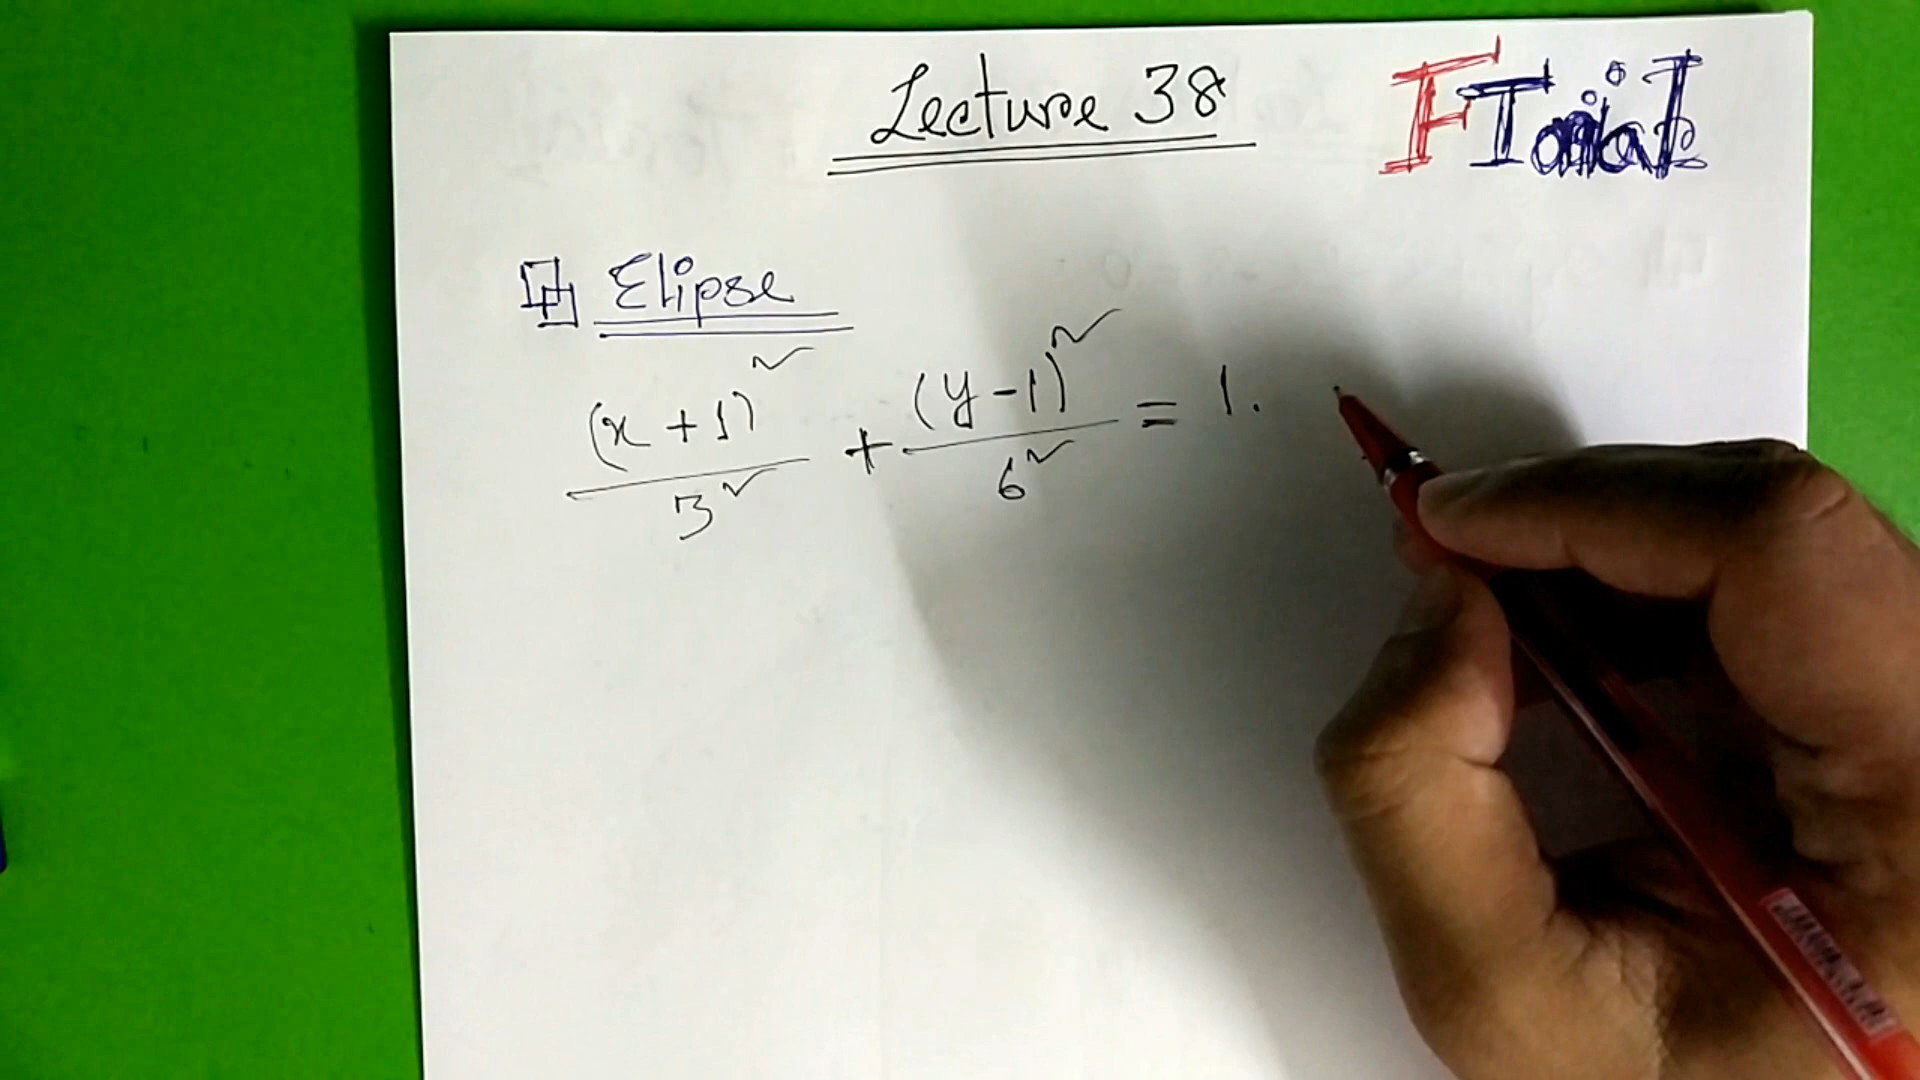 Lecture 38
Elipse
(x+1)² / 3² + (y-1)² / 6² = 1.